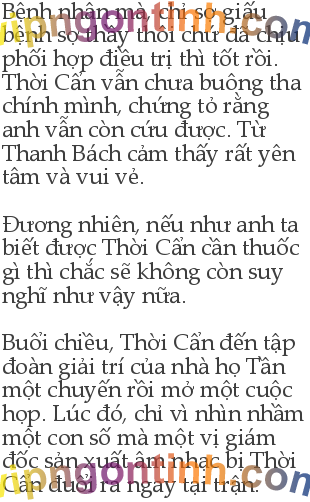 Bệnh nhân mà, chỉ sợ giấu
bệnh sợ thầy thôi chứ đã chịu
phối hợp điều trị thì tốt rồi.
Thời Cẩn vẫn chưa buông tha
chính mình, chứng tỏ rằng
anh vẫn còn cứu được. Từ
Thanh Bách cảm thấy rất yên
tâm và vui vẻ.
Đương nhiên, nếu như anh ta
biết được Thời Cẩn cần thuốc
gì thì chắc sẽ không còn suy
nghĩ như vậy nữa.
Buổi chiều, Thời Cẩn đến tập
đoàn giải trí của nhà họ Tần
một chuyến rồi mở một cuộc
họp. Lúc đó, chỉ vì nhìn nhầm
một con số mà một vị giám
đốc sản xuất âm nhạc bị Thời
Cẩn đuổi ra ngay tại trận.